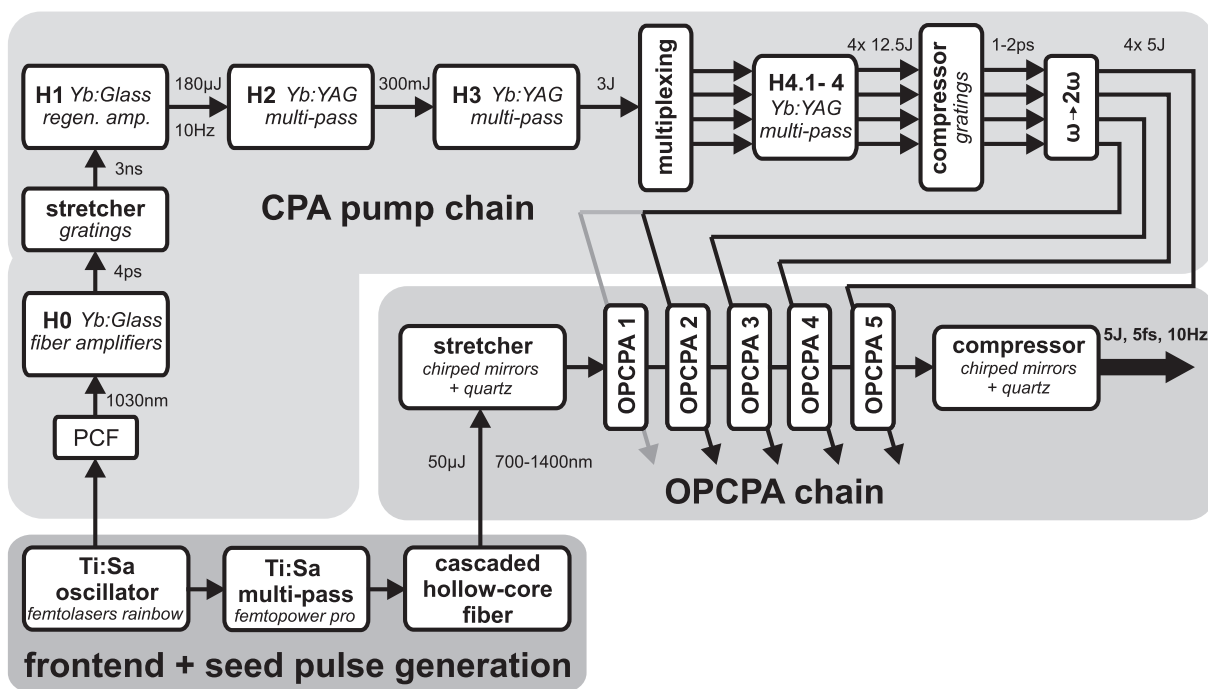 H1 Yb:Glass
regen. amp.
180µJ
10Hz
H2 Yb:YAG
multi-pass
300mJ
H3 Yb:YAG
multi-pass
3J
multiplexing
H4.1- 4
Yb:YAG
multi-pass
4x 12.5J
compressor
gratings
1-2ps
ω→2ω
4x 5J
3ns
stretcher
gratings
CPA pump chain
4ps
H0 Yb:Glass
fiber amplifiers
1030nm
PCF
stretcher
chirped mirrors
+ quartz
OPCPA 1
OPCPA 2
OPCPA 3
OPCPA 4
OPCPA 5
compressor
chirped mirrors
+ quartz
5J, 5fs, 10Hz
50µJ
700-1400nm
OPCPA chain
Ti:Sa
oscillator
femtolasers rainbow
Ti:Sa
multi-pass
femtopower pro
cascaded
hollow-core
fiber
frontend + seed pulse generation